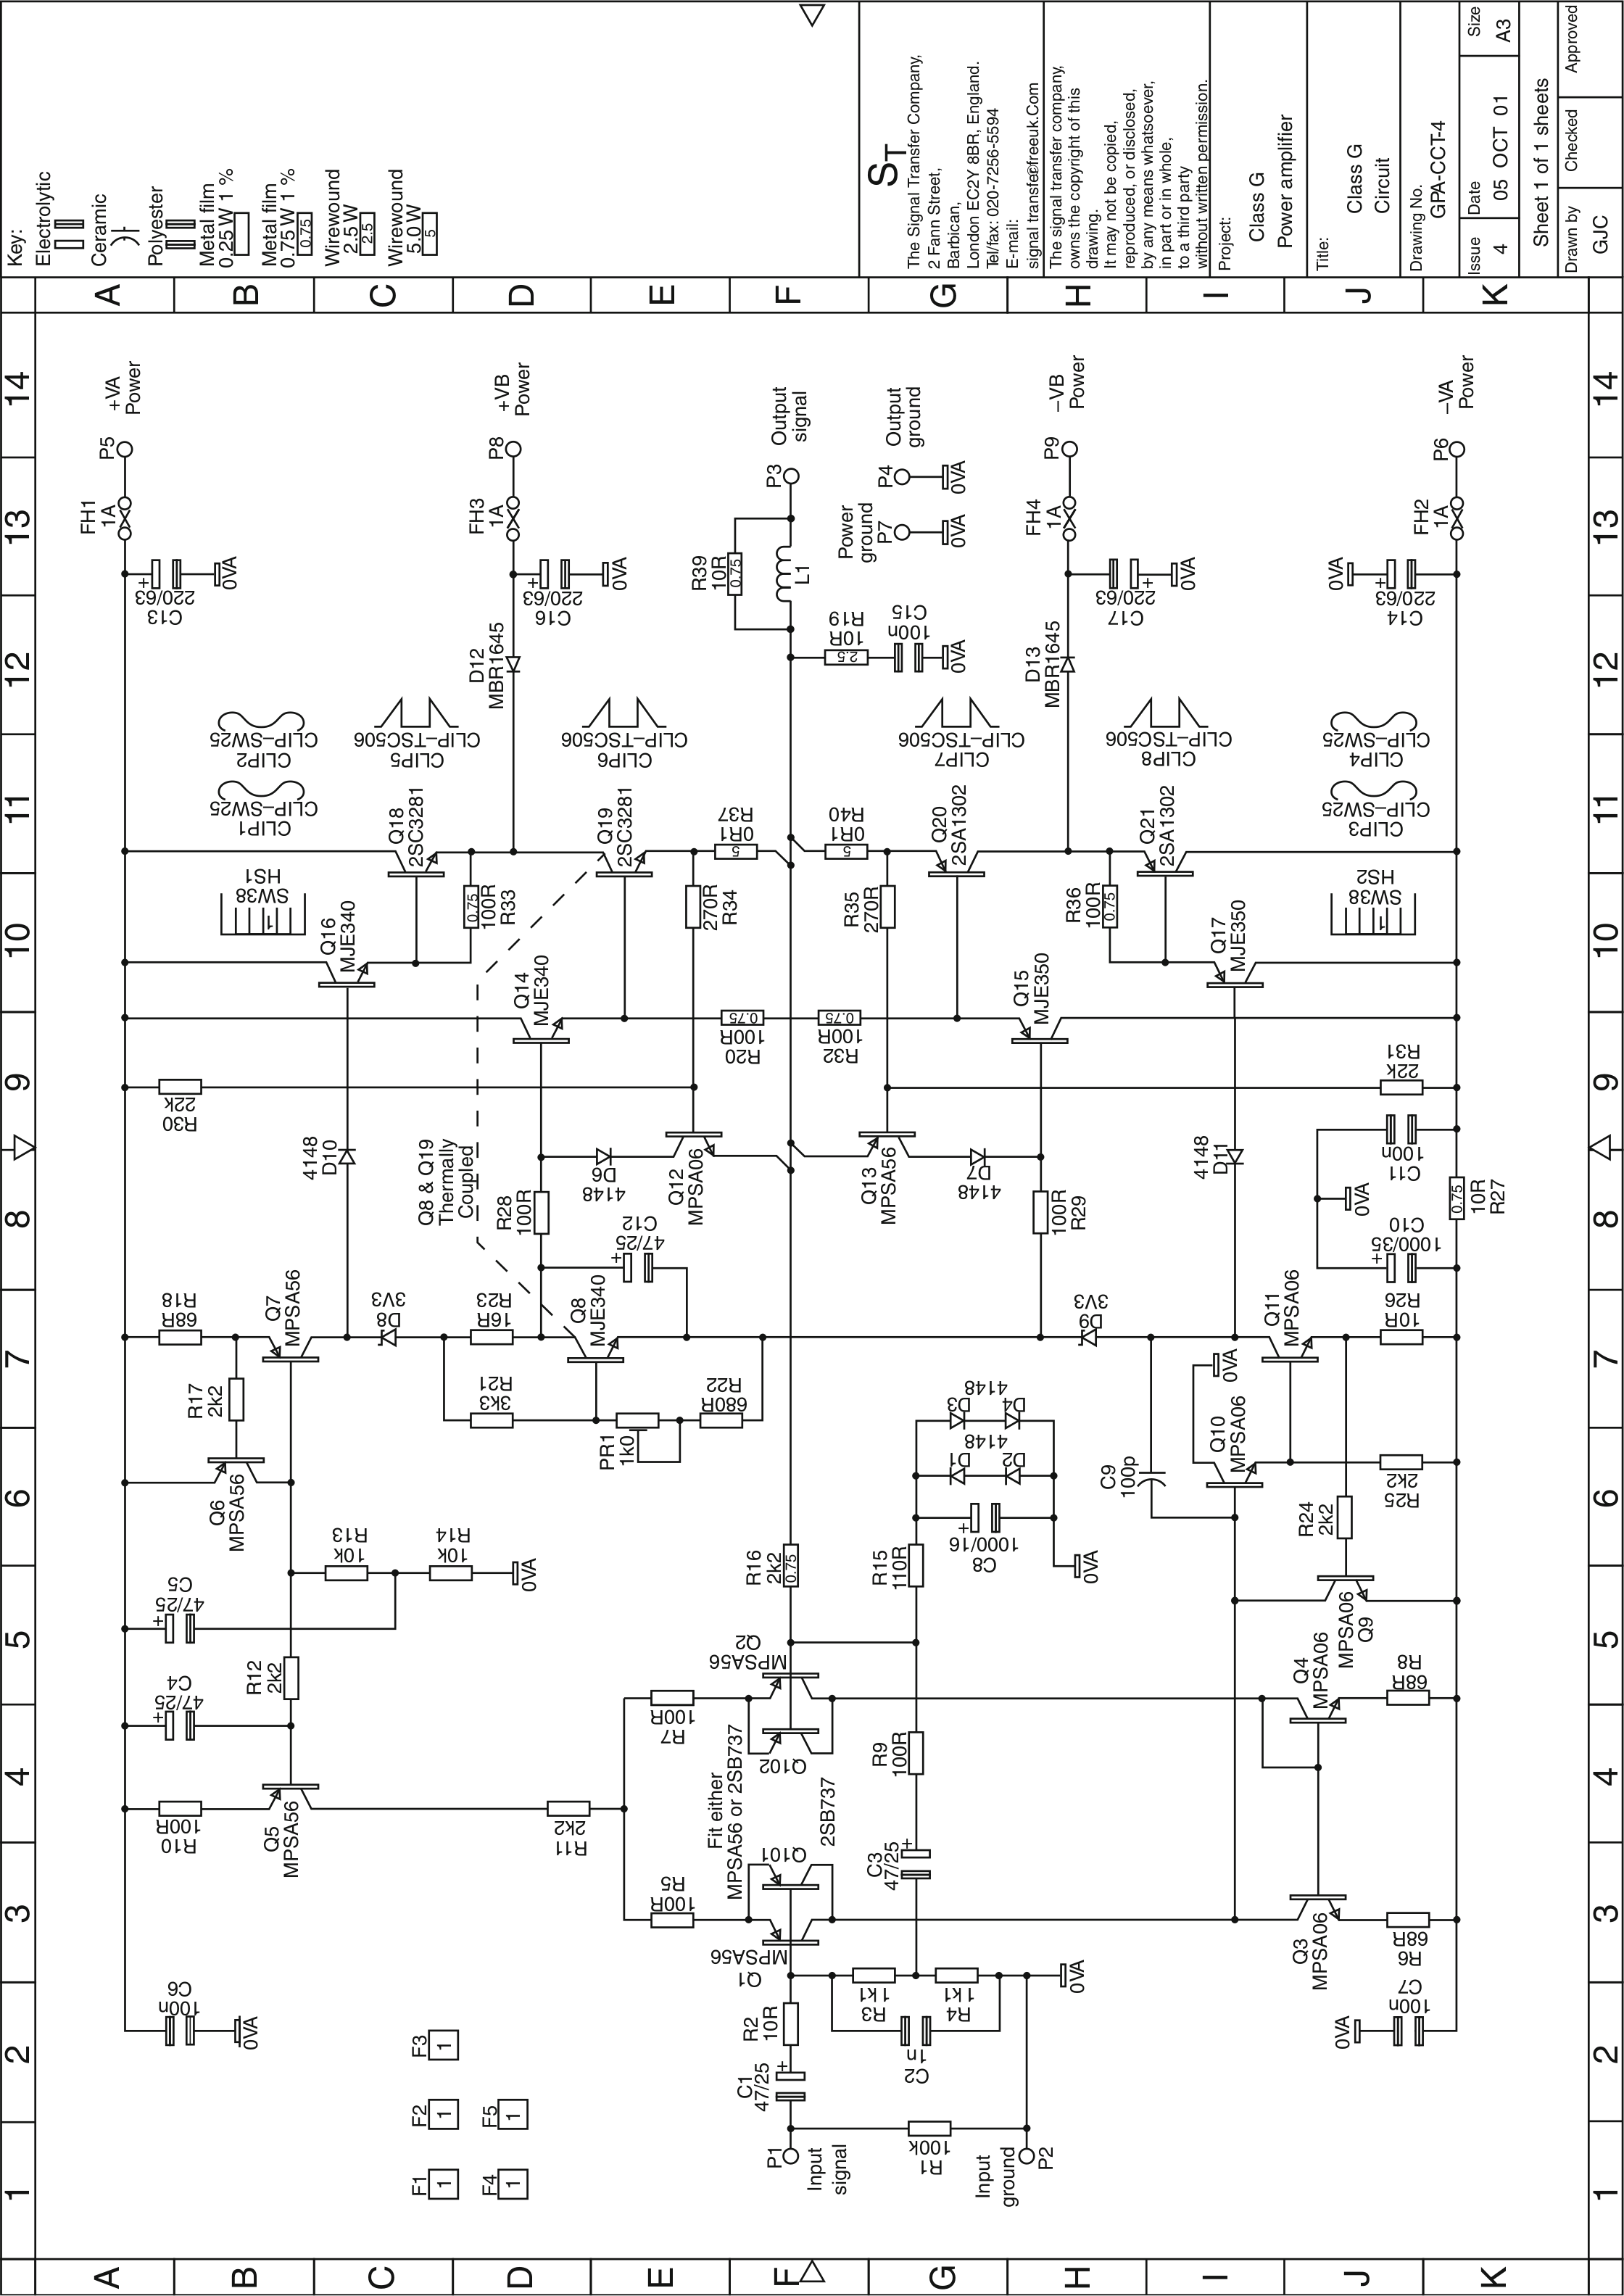 Key:
Electrolytic
Ceramic
Polyester
Metal film
0.25W 1 %
Metal film
0.75W 1 %
0.75
Wirewound
2.5 W
2.5
Wirewound
5.0 W
5
ST
The Signal Transfer Company,
2 Fann Street,
Barbican,
London EC2Y 8BR, England.
Tel/fax: 020-7256-5594
E-mail:
signal transfer@freeuk.Com
The signal transfer company,
owns the copyright of this
drawing.
It may not be copied,
reproduced, or disclosed,
by any means whatsoever,
in part or in whole,
to a third party
without written permission.
Project:
Class G
Power amplifier
Title:
Class G
Circuit
Drawing No.
GPA-CCT-4
Issue
4
Date
05 OCT 01
Size
A3
Sheet 1 of 1 sheets
Drawn by
GJC
Checked
Approved
A B C D E F G H I J K
14 13 12 11 10 9 8 7 6 5 4 3 2 1
14 13 12 11 10 9 8 7 6 5 4 3 2 1
A B C D E F G H I J K
+VA
Power
P5
FH1
1A
+VB
Power
P8
FH3
1A
Output
signal
P3
Output
ground
P4
0VA
Power
ground
P7
0VA
–VB
Power
P9
FH4
1A
–VA
Power
P6
FH2
1A
C13
220/63
+
0VA
C16
220/63
+
0VA
R39
10R
0.75
L1
R19
10R
2.5
C15
100n
0VA
C17
220/63
+
0VA
C14
220/63
+
0VA
D12
MBR1645
D13
MBR1645
CLIP2
CLIP–SW25
CLIP1
CLIP–SW25
CLIP5
CLIP–TSC506
CLIP6
CLIP–TSC506
CLIP7
CLIP–TSC506
CLIP8
CLIP–TSC506
CLIP4
CLIP–SW25
CLIP3
CLIP–SW25
Q18
2SC3281
Q19
2SC3281
R37
0R1
5
R40
0R1
5
Q20
2SA1302
Q21
2SA1302
HS1
SW38
1
HS2
SW38
1
Q16
MJE340
0.75
100R
R33
270R
R34
R35
270R
R36
100R
0.75
Q17
MJE350
Q14
MJE340
Q15
MJE350
R20
100R
0.75
R32
100R
0.75
R30
22k
R31
22k
4148
D10
Q8 & Q19
Thermally
Coupled
R28
100R
D6
4148
Q12
MPSA06
Q13
MPSA56
D7
4148
100R
R29
4148
D11
C11
100n
0VA
C10
1000/35
+
0.75
10R
R27
C12
47/25
+
R18
68R
Q7
MPSA56
D8
3V3
R23
16R
Q8
MJE340
D9
3V3
Q11
MPSA06
R26
10R
R17
2k2
R21
3k3
R22
680R
PR1
1k0
D3
D4
4148
D1
D2
4148
0VA
Q10
MPSA06
Q6
MPSA56
C9
100p
R25
2k2
R24
2k2
R13
10k
R14
10k
0VA
R16
2k2
0.75
R15
110R
C8
1000/16
+
0VA
C5
47/25
+
R12
2k2
C4
47/25
+
Q2
MPSA56
MPSA06
Q9
Q4
MPSA06
R8
68R
R7
100R
Q102
R9
100R
R10
100R
Q5
MPSA56
R11
2k2
Fit either
MPSA56 or 2SB737
2SB737
Q101
C3
47/25
+
R5
100R
Q1
MPSA56
Q3
MPSA06
R6
68R
C6
100n
0VA
R2
10R
R3
1k1
R4
1k1
0VA
C2
1n
C7
100n
0VA
C1
47/25
+
F3
1
F2
1
F5
1
F1
1
F4
1
P1
Input
signal
R1
100k
Input
ground
P2